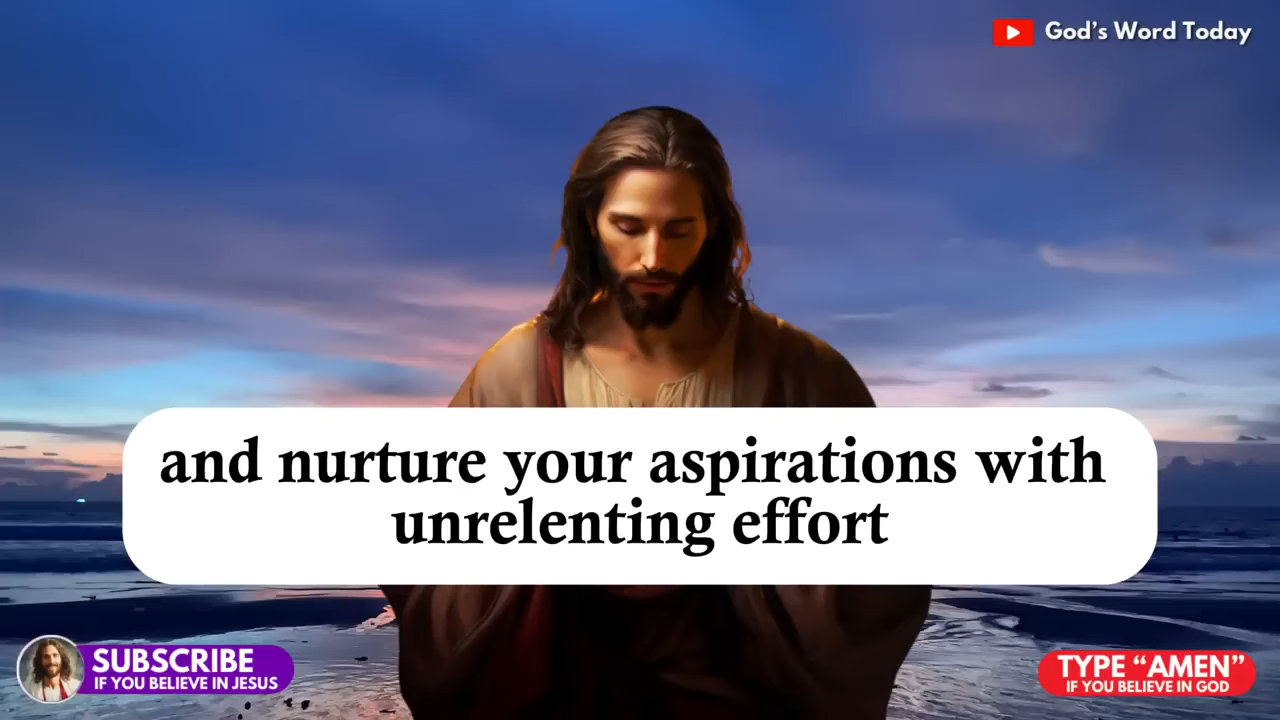 God's Word Today
and nurture your aspirations with
unrelenting effort
SUBSCRIBE
IF YOU BELIEVE IN JESUS
TYPE “AMEN”
IF YOU BELIEVE IN GOD